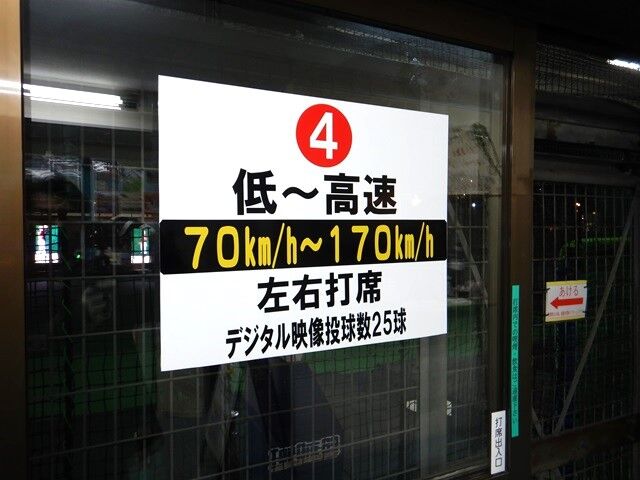 4
低～高速
70km/h～170km/h
左右打席
デジタル映像投球数25球
あける
打席出入口